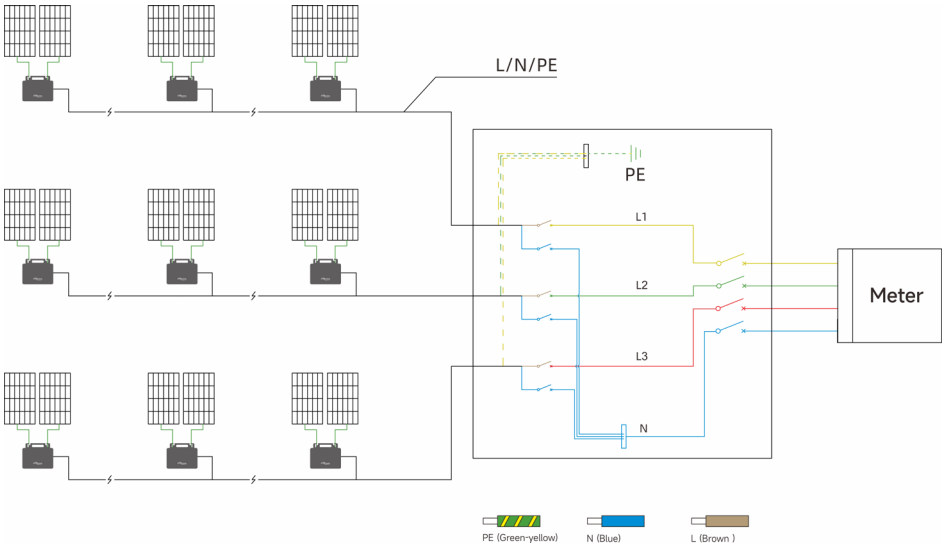 L/N/PE
PE
L1
L2
Meter
L3
N
PE (Green-yellow)
N (Blue)
L (Brown )